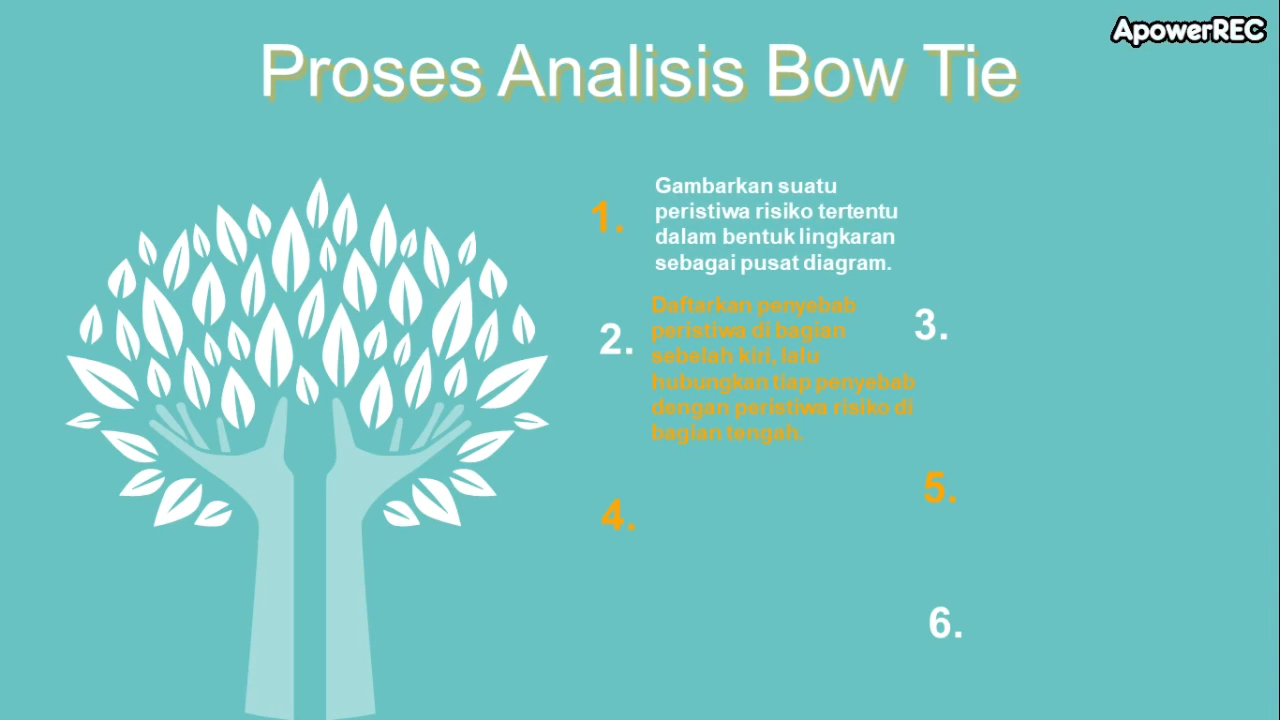 ApowerREC
Proses Analisis Bow Tie
1.
Gambarkan suatu
peristiwa risiko tertentu
dalam bentuk lingkaran
sebagai pusat diagram.
2.
Daftarkan penyebab
peristiwa di bagian
sebelah kiri, lalu
hubungkan tiap penyebab
dengan peristiwa risiko di
bagian tengah.
3.
4.
5.
6.